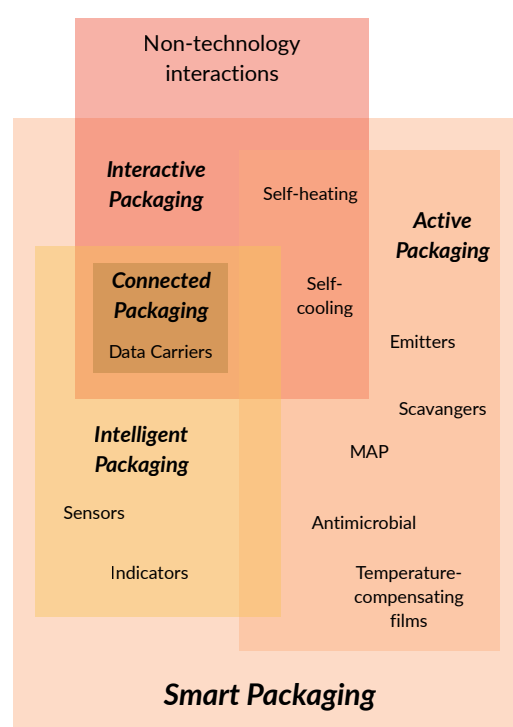 Non-technology
interactions
Interactive
Packaging
Self-heating
Active
Packaging
Connected
Packaging
Self-
cooling
Data Carriers
Emitters
Scavangers
Intelligent
Packaging
MAP
Sensors
Antimicrobial
Indicators
Temperature-
compensating
films
Smart Packaging